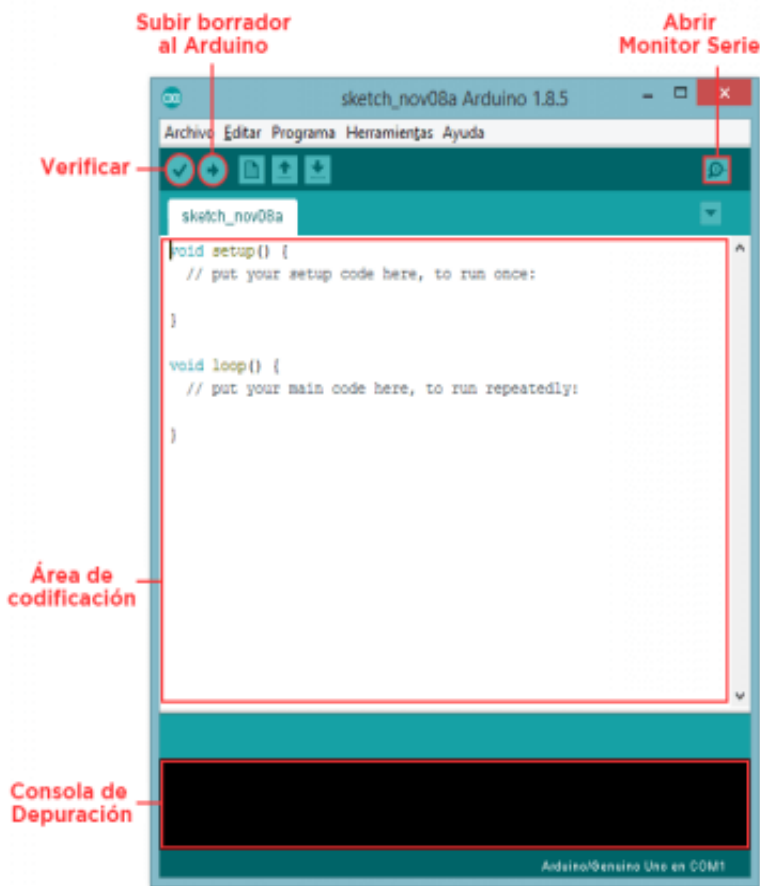 Subir borrador
al Arduino
Abrir
Monitor Serie
sketch_nov08a Arduino 1.8.5
Archivo Editar Programa Herramientas Ayuda
Verificar
sketch_nov08a
void setup() {
// put your setup code here, to run once:
}
void loop() {
// put your main code here, to run repeatedly:
}
Área de
codificación
Consola de
Depuración
Arduino/Genuino Uno en COM1